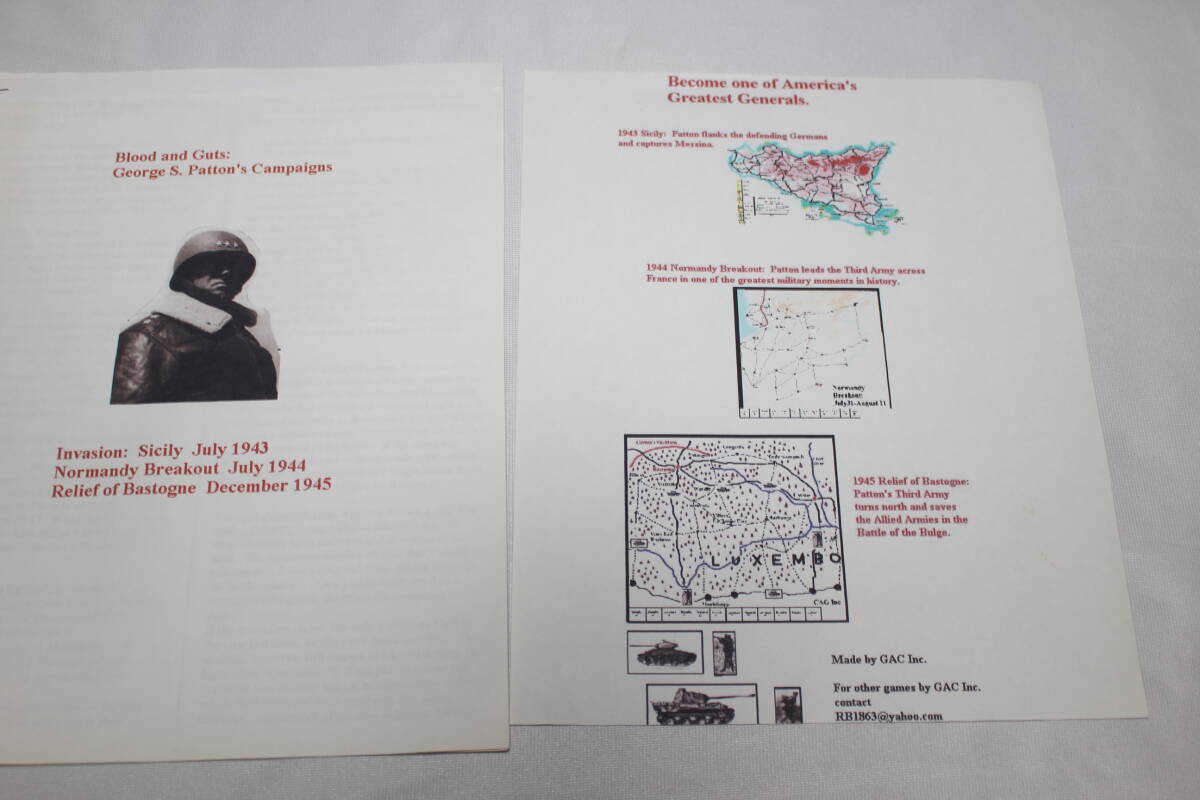 Blood and Guts:
George S. Patton's Campaigns
Invasion: Sicily July 1943
Normandy Breakout July 1944
Relief of Bastogne December 1945
Become one of America's
Greatest Generals.
1943 Sicily: Patton flanks the defending Germans
and captures Messina.
1944 Normandy Breakout: Patton leads the Third Army across
France in one of the greatest military moments in history.
Normandy
Breakout:
July31-August 11
LUXEMBO
CAG Inc
1945 Relief of Bastogne:
Patton's Third Army
turns north and saves
the Allied Armies in the
Battle of the Bulge.
Made by GAC Inc.
For other games by GAC Inc.
contact
RB1863@yahoo.com